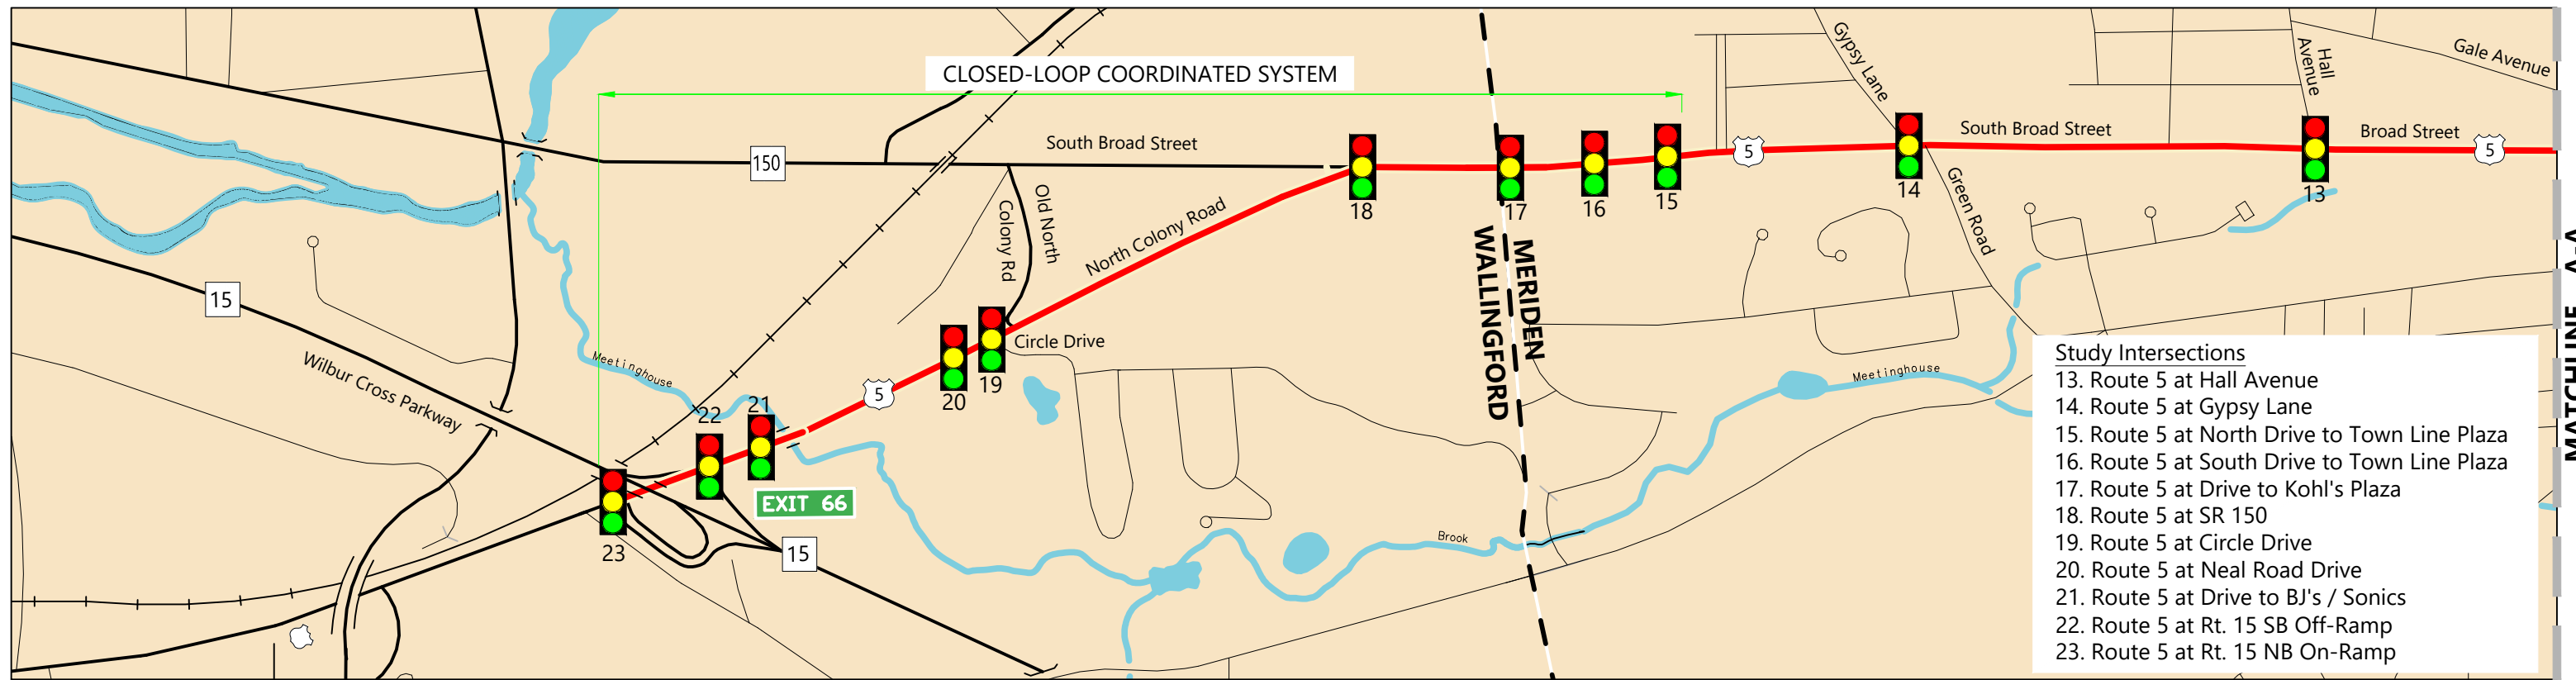 CLOSED-LOOP COORDINATED SYSTEM
Gypsy Lane
Hall
Avenue
Gale Avenue
150
South Broad Street
5
South Broad Street
Broad Street
5
18
17
16
15
14
13
Old North
Colony Rd
North Colony Road
Green Road
15
Wilbur Cross Parkway
Meetinghouse
MERIDEN
WALLINGFORD
Circle Drive
19
20
5
21
22
EXIT 66
23
15
Meetinghouse
Brook
MATCHLINE A-A
Study Intersections
13. Route 5 at Hall Avenue
14. Route 5 at Gypsy Lane
15. Route 5 at North Drive to Town Line Plaza
16. Route 5 at South Drive to Town Line Plaza
17. Route 5 at Drive to Kohl's Plaza
18. Route 5 at SR 150
19. Route 5 at Circle Drive
20. Route 5 at Neal Road Drive
21. Route 5 at Drive to BJ's / Sonics
22. Route 5 at Rt. 15 SB Off-Ramp
23. Route 5 at Rt. 15 NB On-Ramp